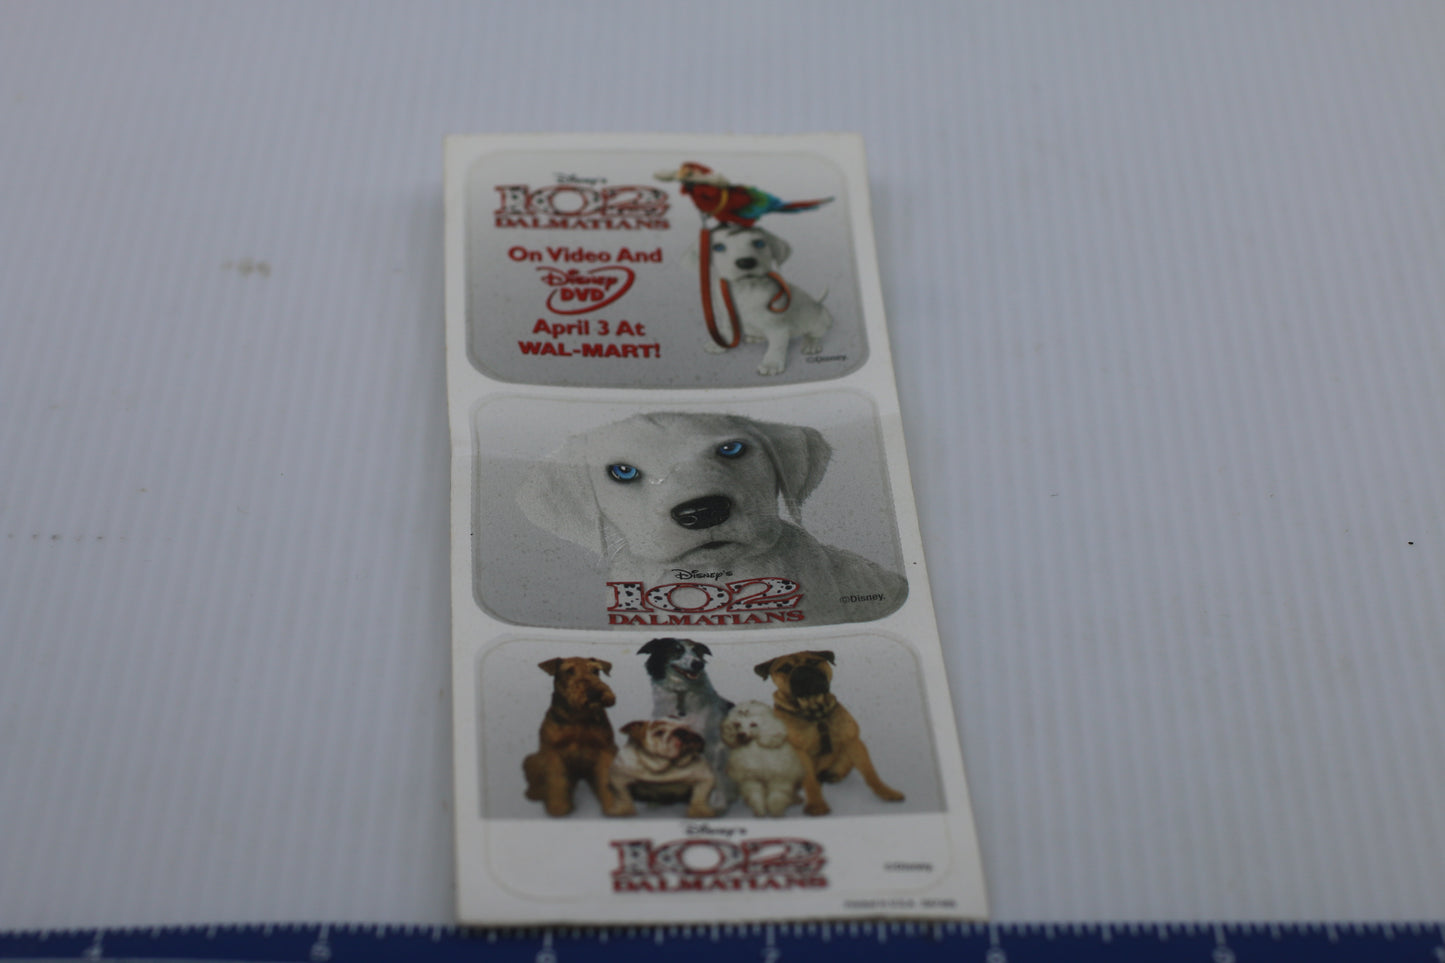 Disney's
102
DALMATIANS
On Video And
Disney
DVD
April 3 At
WAL-MART!
©Disney.
Disney's
102
DALMATIANS
©Disney.
Disney's
102
DALMATIANS
©Disney.